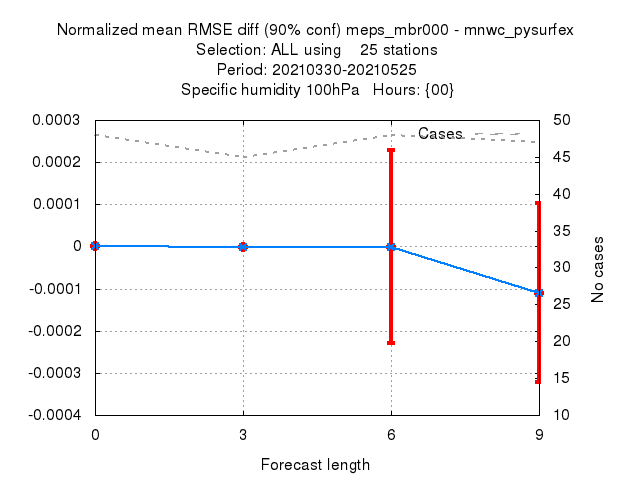 Normalized mean RMSE diff (90% conf) meps_mbr000 - mnwc_pysurfex
Selection: ALL using    25 stations
Period: 20210330-20210525
Specific humidity 100hPa   Hours: {00}
0.0003
0.0002
0.0001
0
-0.0001
-0.0002
-0.0003
-0.0004
Cases
50
45
40
35
30
25
20
15
10
No cases
0 3 6 9
Forecast length